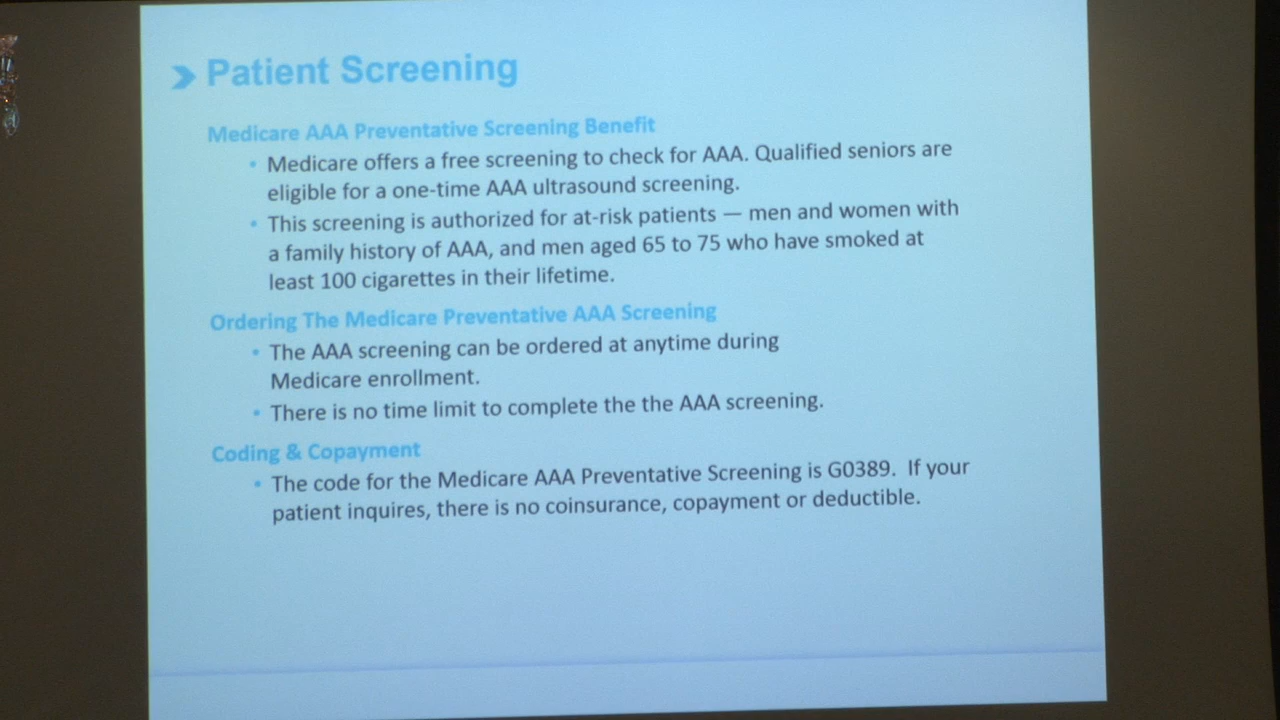 Patient Screening
Medicare AAA Preventative Screening Benefit
• Medicare offers a free screening to check for AAA. Qualified seniors are
eligible for a one-time AAA ultrasound screening.
• This screening is authorized for at-risk patients — men and women with
a family history of AAA, and men aged 65 to 75 who have smoked at
least 100 cigarettes in their lifetime.
Ordering The Medicare Preventative AAA Screening
• The AAA screening can be ordered at anytime during
Medicare enrollment.
• There is no time limit to complete the the AAA screening.
Coding & Copayment
• The code for the Medicare AAA Preventative Screening is G0389. If your
patient inquires, there is no coinsurance, copayment or deductible.